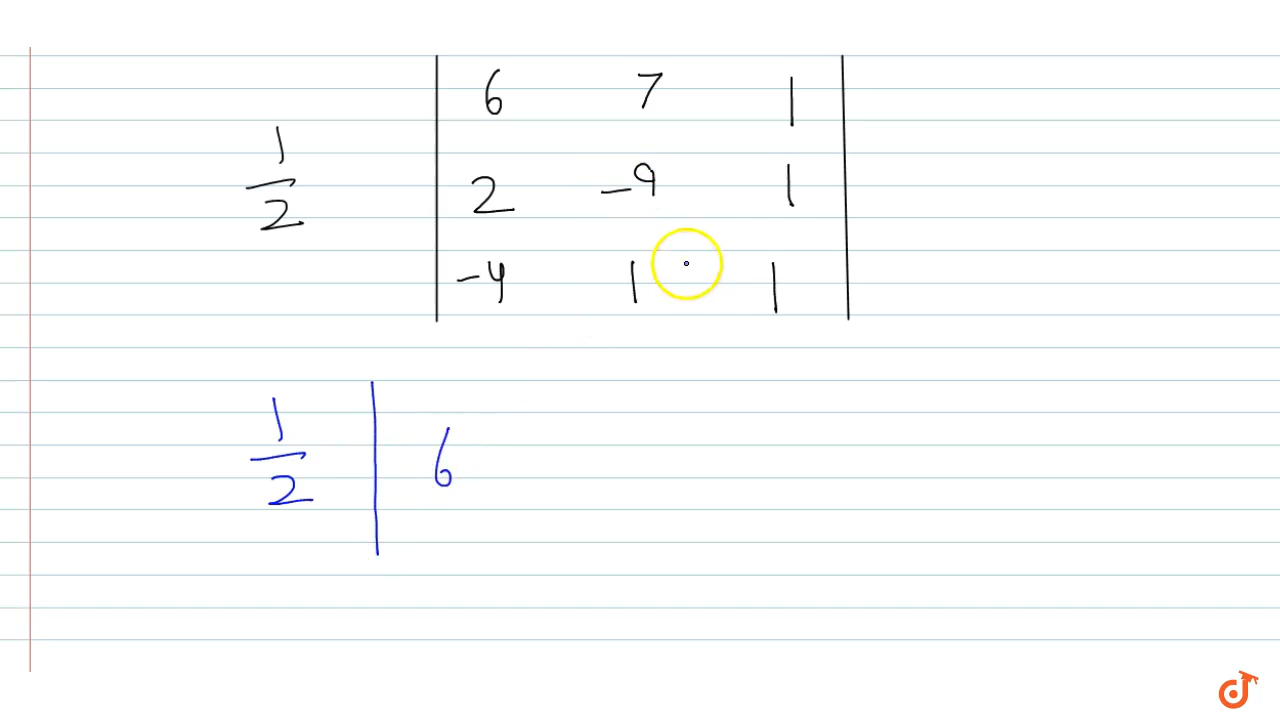 1/2 | 6 7 1 |
| 2 -9 1 |
| -4 1 1 |
1/2 | 6